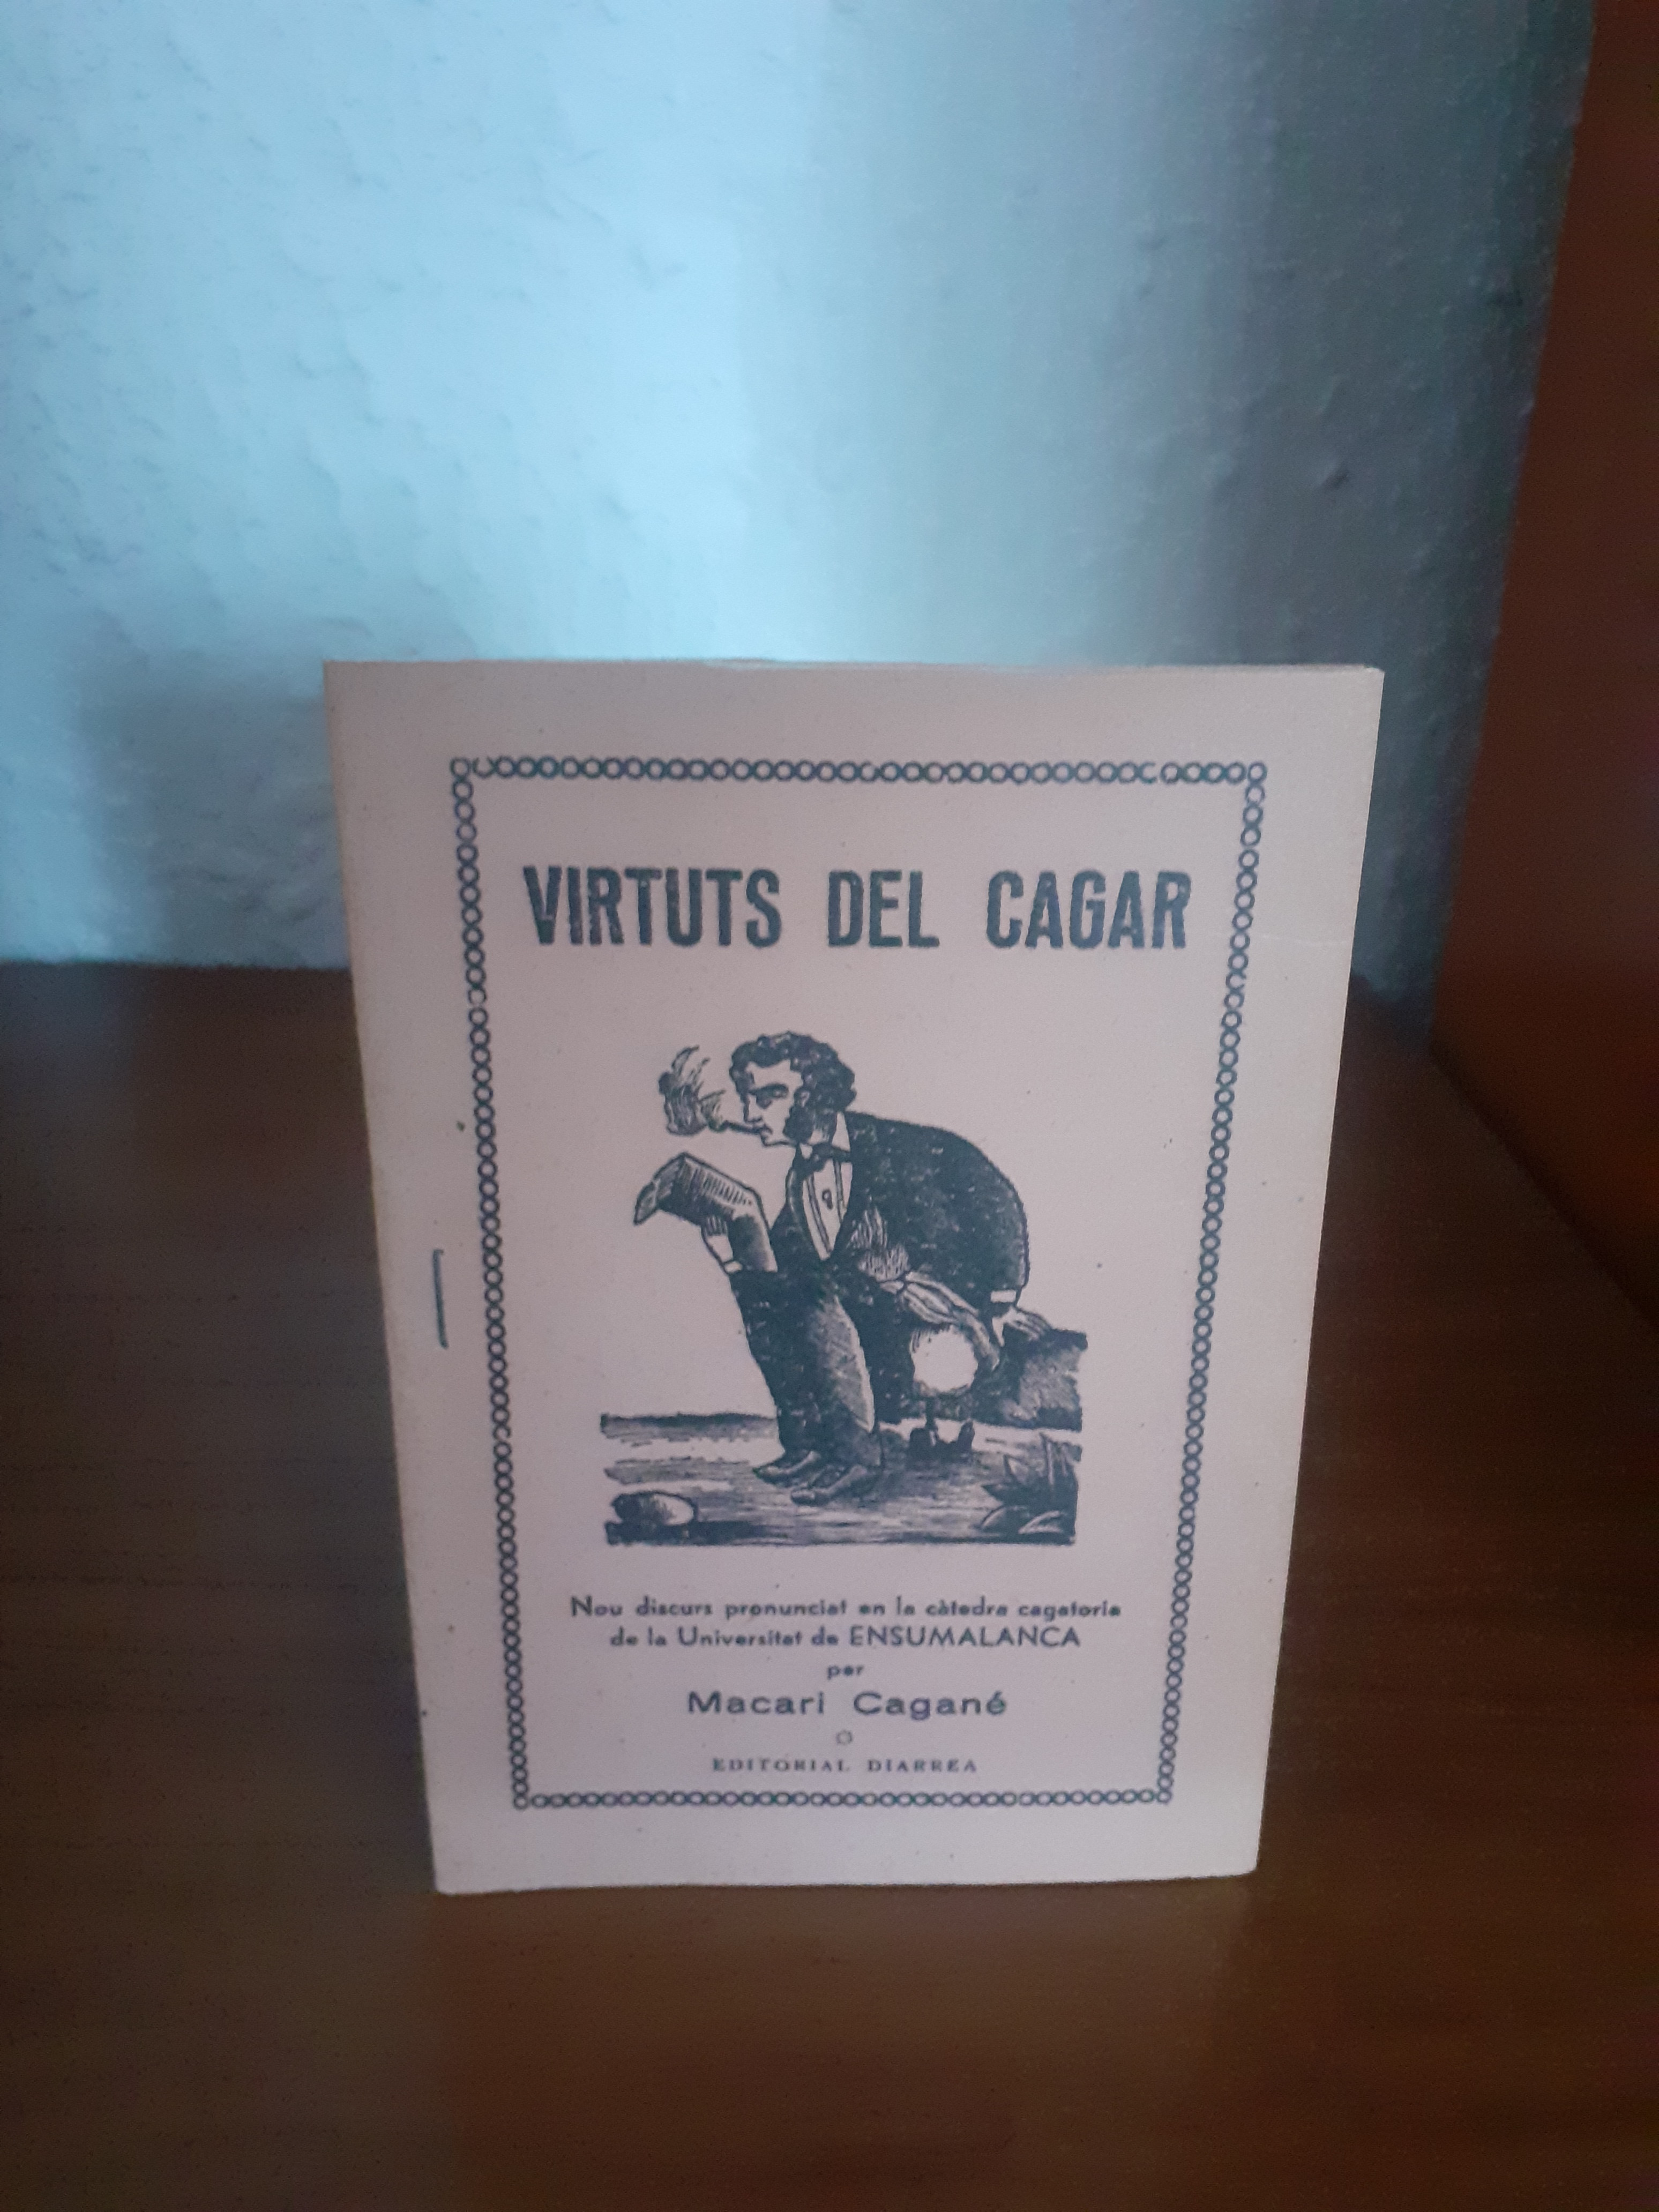 VIRTUTS DEL CAGAR
Nou discurs pronunciat en la càtedra cagatoria
de la Universitat de ENSUMALANCA
per
Macari Cagané
EDITORIAL DIARREA